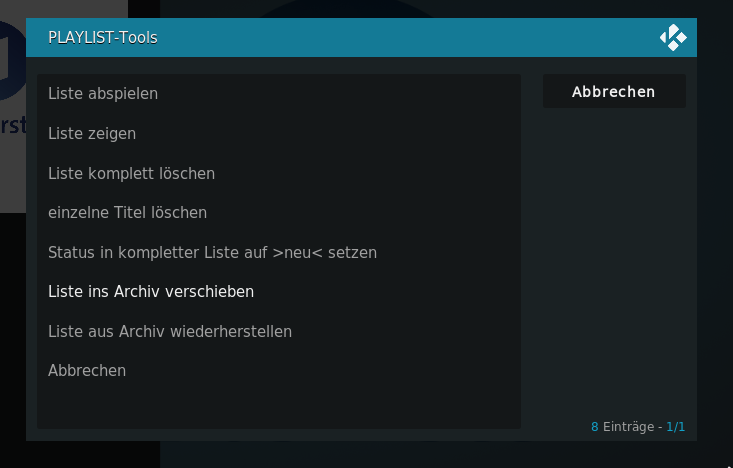 PLAYLIST-Tools
Liste abspielen
Abbrechen
Liste zeigen
Liste komplett löschen
einzelne Titel löschen
Status in kompletter Liste auf >neu< setzen
Liste ins Archiv verschieben
Liste aus Archiv wiederherstellen
Abbrechen
8 Einträge - 1/1
rst